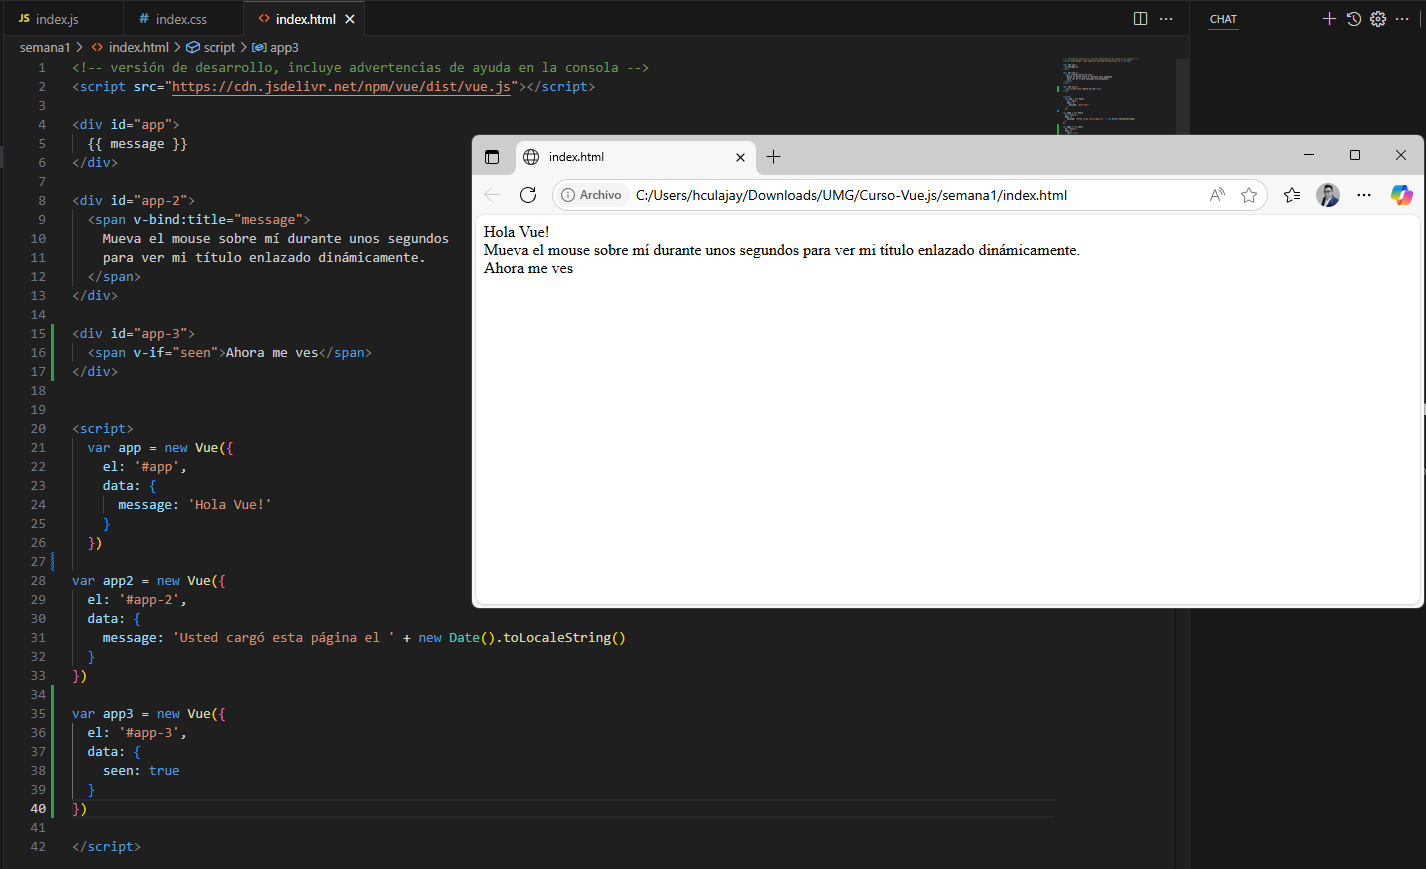 index.js
index.css
index.html
CHAT
semana1 > index.html > script > app3
1 <!-- versión de desarrollo, incluye advertencias de ayuda en la consola -->
2 <script src="https://cdn.jsdelivr.net/npm/vue/dist/vue.js"></script>
3
4 <div id="app">
5 {{ message }}
6 </div>
7
8 <div id="app-2">
9 <span v-bind:title="message">
10 Mueva el mouse sobre mí durante unos segundos
11 para ver mi título enlazado dinámicamente.
12 </span>
13 </div>
14
15 <div id="app-3">
16 <span v-if="seen">Ahora me ves</span>
17 </div>
18
19
20 <script>
21 var app = new Vue({
22 el: '#app',
23 data: {
24 message: 'Hola Vue!'
25 }
26 })
27
28 var app2 = new Vue({
29 el: '#app-2',
30 data: {
31 message: 'Usted cargó esta página el ' + new Date().toLocaleString()
32 }
33 })
34
35 var app3 = new Vue({
36 el: '#app-3',
37 data: {
38 seen: true
39 }
40 })
41
42 </script>
index.html
Archivo C:/Users/hculajay/Downloads/UMG/Curso-Vue.js/semana1/index.html
Hola Vue!
Mueva el mouse sobre mí durante unos segundos para ver mi título enlazado dinámicamente.
Ahora me ves